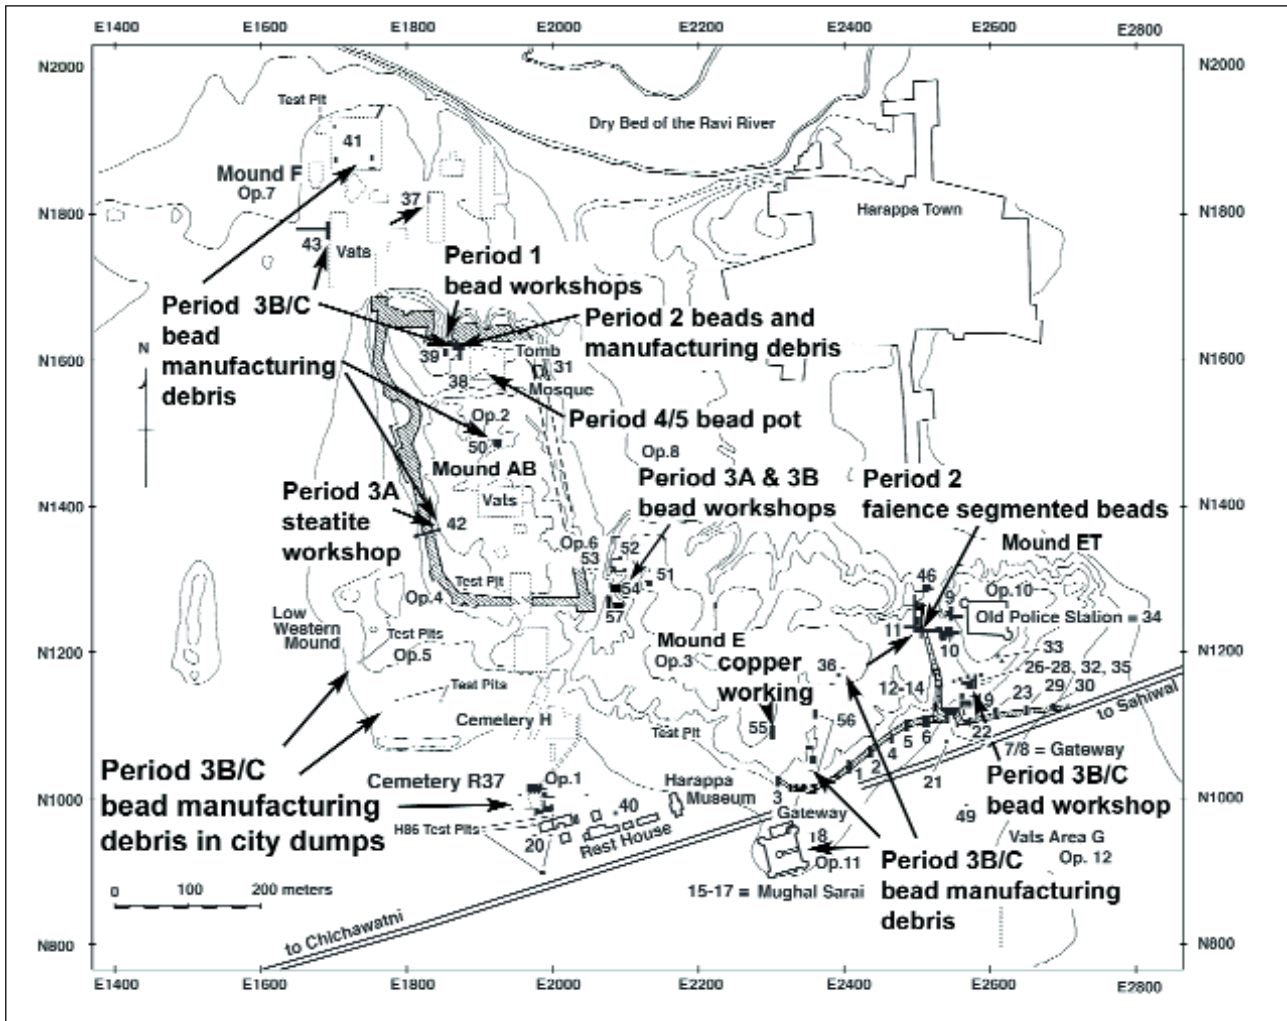 E1400 E1600 E1800 E2000 E2200 E2400 E2600 E2800
N2000
N2000
Test Pit
7
41
Dry Bed of the Ravi River
Mound F
Op.7
37
N1800
Harappa Town
N1800
43
Vats
Period 1
bead workshops
Period 3B/C
bead
manufacturing
debris
Period 2 beads and
manufacturing debris
N
N1600
39
38
Tomb
31
Mosque
N1600
Op.2
50
Period 4/5 bead pot
Mound AB
Vats
Op.8
Period 3A
steatite
workshop
42
Period 3A & 3B
bead workshops
Period 2
faience segmented beads
N1400
N1400
Op.6
53
52
51
54
57
Mound ET
46
9
Op.10
Test Pit
Op.4
Low
Western
Mound
Old Police Station = 34
11
10
Test Pits
Op.5
Mound E
Op.3
copper
working
36
33
N1200
N1200
26-28, 32, 35
12-14
29
30
Test Pits
19
23
to Sahiwal
Cemetery H
Test Pit
55
56
22
6
5
4
2
1
3
7/8 = Gateway
21
Period 3B/C
bead manufacturing
debris in city dumps
Cemetery R37
Op.1
Harappa
Museum
Period 3B/C
bead workshop
N1000
N1000
40
Gateway
49
H86 Test Pits
20
Rest House
18
Op.11
Vats Area G
Op. 12
Period 3B/C
bead manufacturing
debris
0 100 200 meters
15-17 = Mughal Sarai
to Chichawatni
N800
N800
E1400 E1600 E1800 E2000 E2200 E2400 E2600 E2800